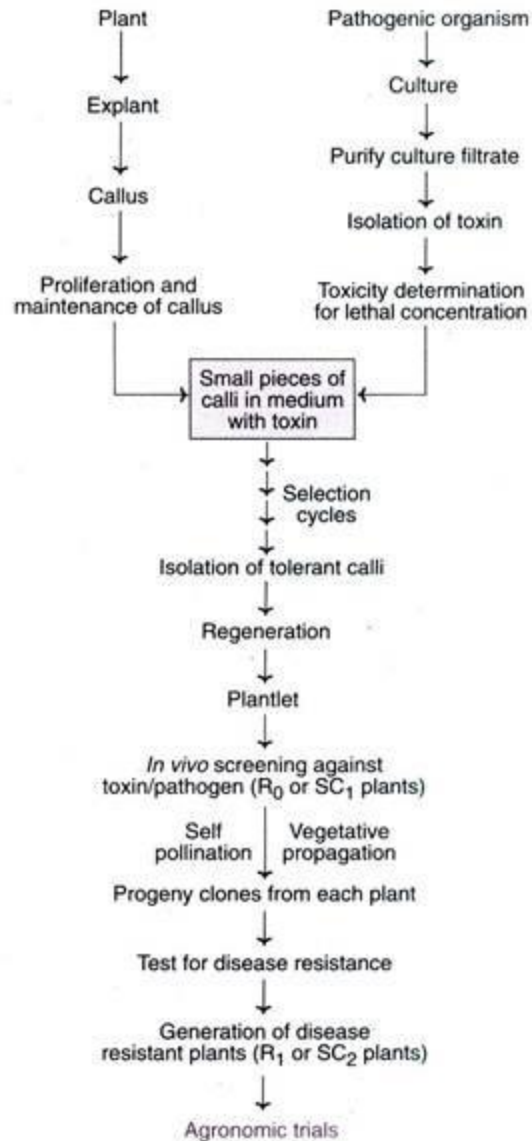 Plant
Explant
Callus
Proliferation and
maintenance of callus
Pathogenic organism
Culture
Purify culture filtrate
Isolation of toxin
Toxicity determination
for lethal concentration
Small pieces of
calli in medium
with toxin
Selection
cycles
Isolation of tolerant calli
Regeneration
Plantlet
In vivo screening against
toxin/pathogen (R0 or SC1 plants)
Self
pollination
Vegetative
propagation
Progeny clones from each plant
Test for disease resistance
Generation of disease
resistant plants (R1 or SC2 plants)
Agronomic trials